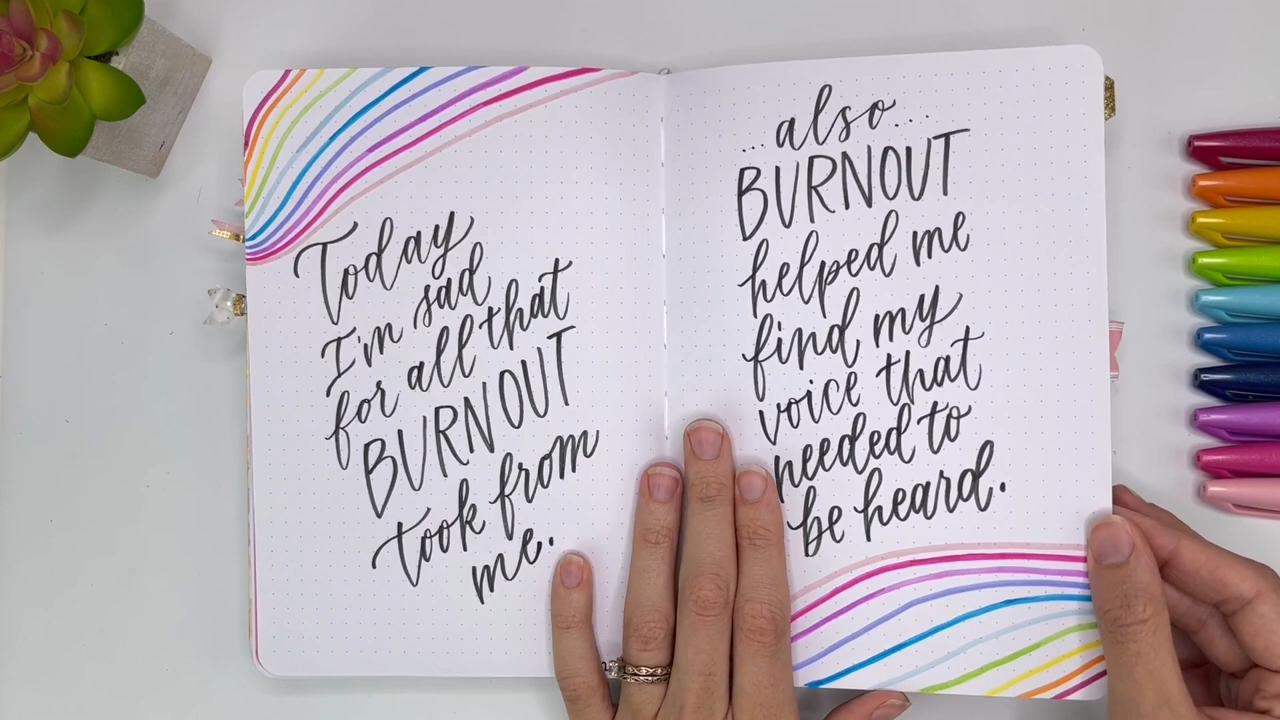 Today
I'm sad
for all that
BURNOUT
took from
me.
...also...
BURNOUT
helped me
find my
voice that
needed to
be heard.